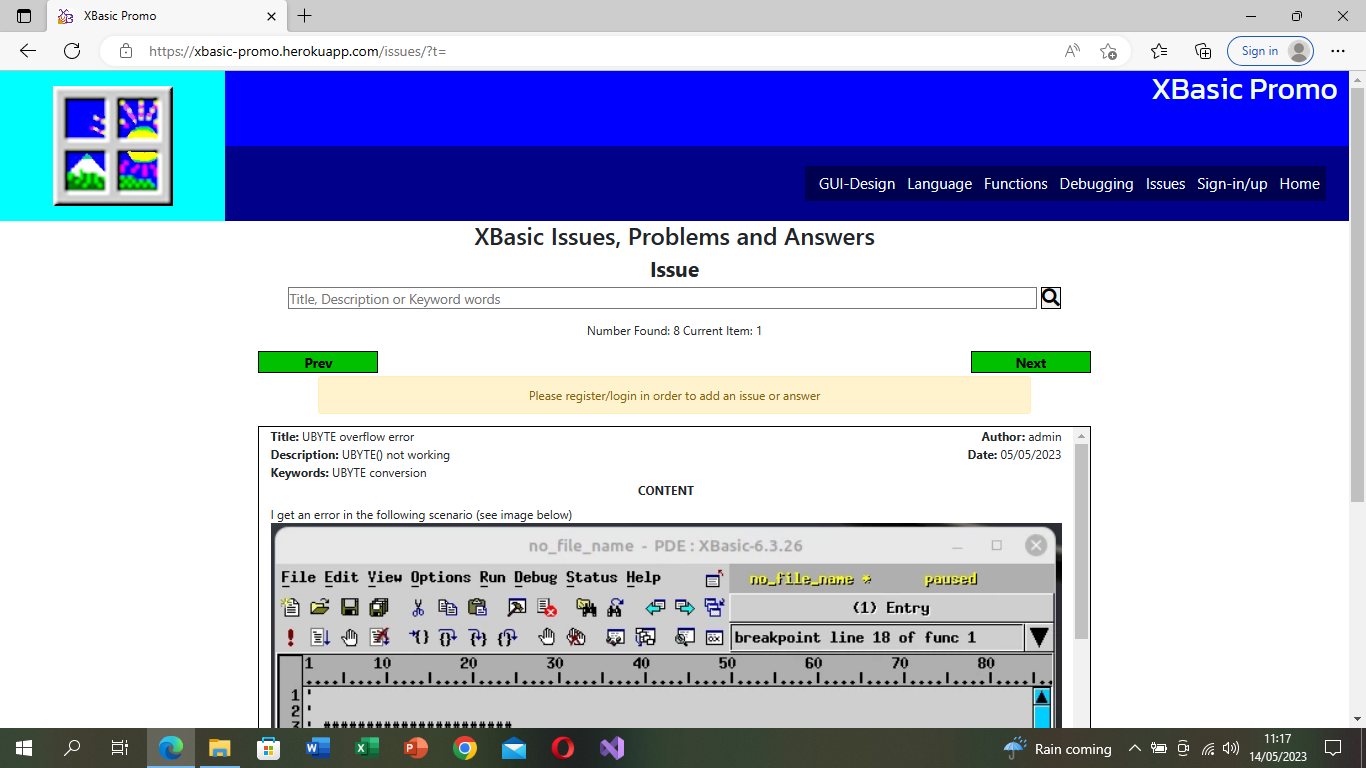 XBasic Promo
https://xbasic-promo.herokuapp.com/issues/?t=
Sign in
XBasic Promo
GUI-Design Language Functions Debugging Issues Sign-in/up Home
XBasic Issues, Problems and Answers
Issue
Title, Description or Keyword words
Number Found: 8 Current Item: 1
Prev Next
Please register/login in order to add an issue or answer
Title: UBYTE overflow error Author: admin
Description: UBYTE() not working Date: 05/05/2023
Keywords: UBYTE conversion
CONTENT
I get an error in the following scenario (see image below)
no_file_name - PDE : XBasic-6.3.26
File Edit View Options Run Debug Status Help no_file_name * paused
(1) Entry
breakpoint line 18 of func 1
1 10 20 30 40 50 60 70 80
1 '
2 '
3 ' ######################
Rain coming 11:17
14/05/2023